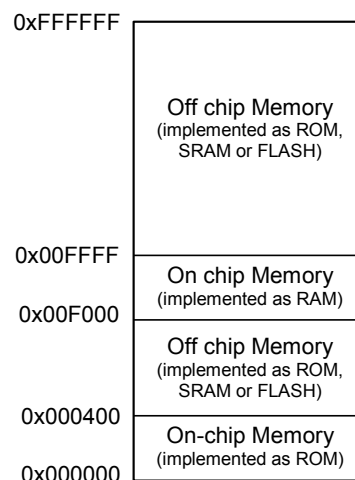 0xFFFFFF
Off chip Memory
(implemented as ROM,
SRAM or FLASH)
0x00FFFF
On chip Memory
(implemented as RAM)
0x00F000
Off chip Memory
(implemented as ROM,
SRAM or FLASH)
0x000400
On-chip Memory
(implemented as ROM)
0x000000